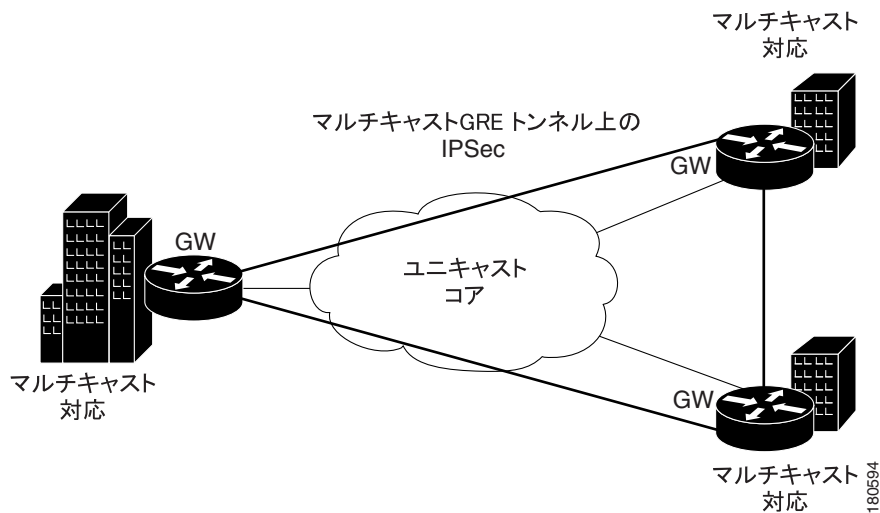 マルチキャスト
対応
マルチキャストGRE トンネル上の
IPSec
GW
GW
ユニキャスト
コア
マルチキャスト
対応
GW
マルチキャスト
対応
180594